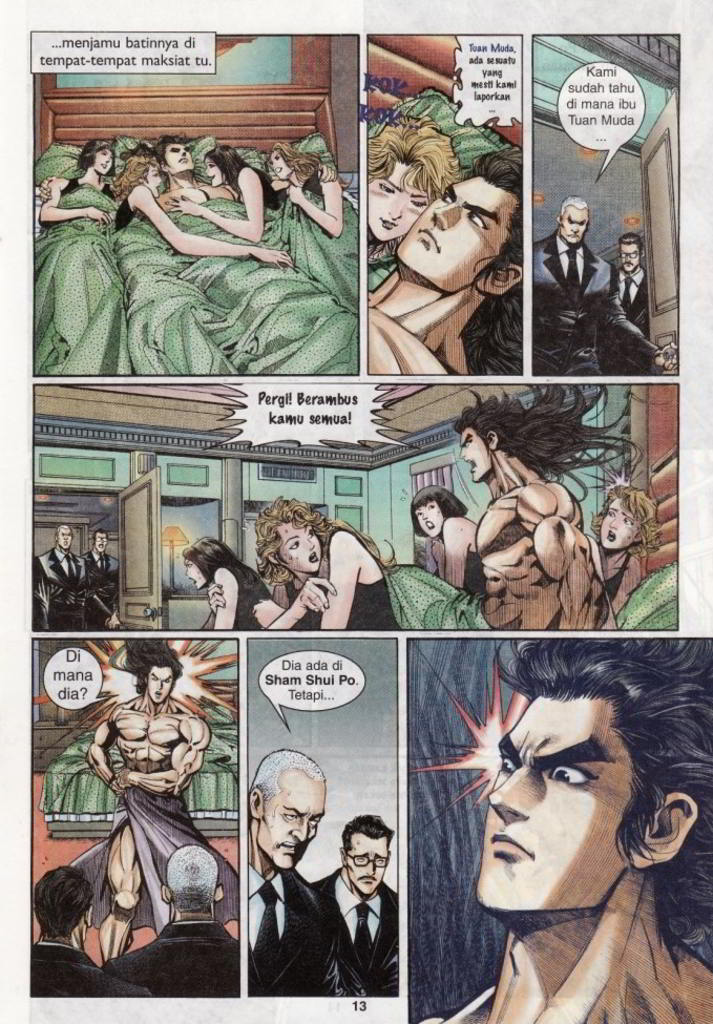 ...menjamu batinnya di
tempat-tempat maksiat tu.
KOK
KOK...
Tuan Muda,
ada sesuatu
yang
mesti kami
laporkan
...
Kami
sudah tahu
di mana ibu
Tuan Muda
...
Pergi! Berambus
kamu semua!
Di
mana
dia?
Dia ada di
Sham Shui Po.
Tetapi...
13